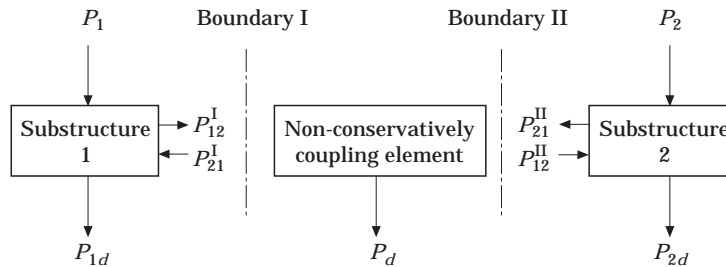 P₁ Boundary I Boundary II P₂
Substructure 1
P₁₂ᴵ
P₂₁ᴵ
Non-conservatively coupling element
P₂₁ᴵᴵ
P₁₂ᴵᴵ
Substructure 2
P₁d P_d P₂d